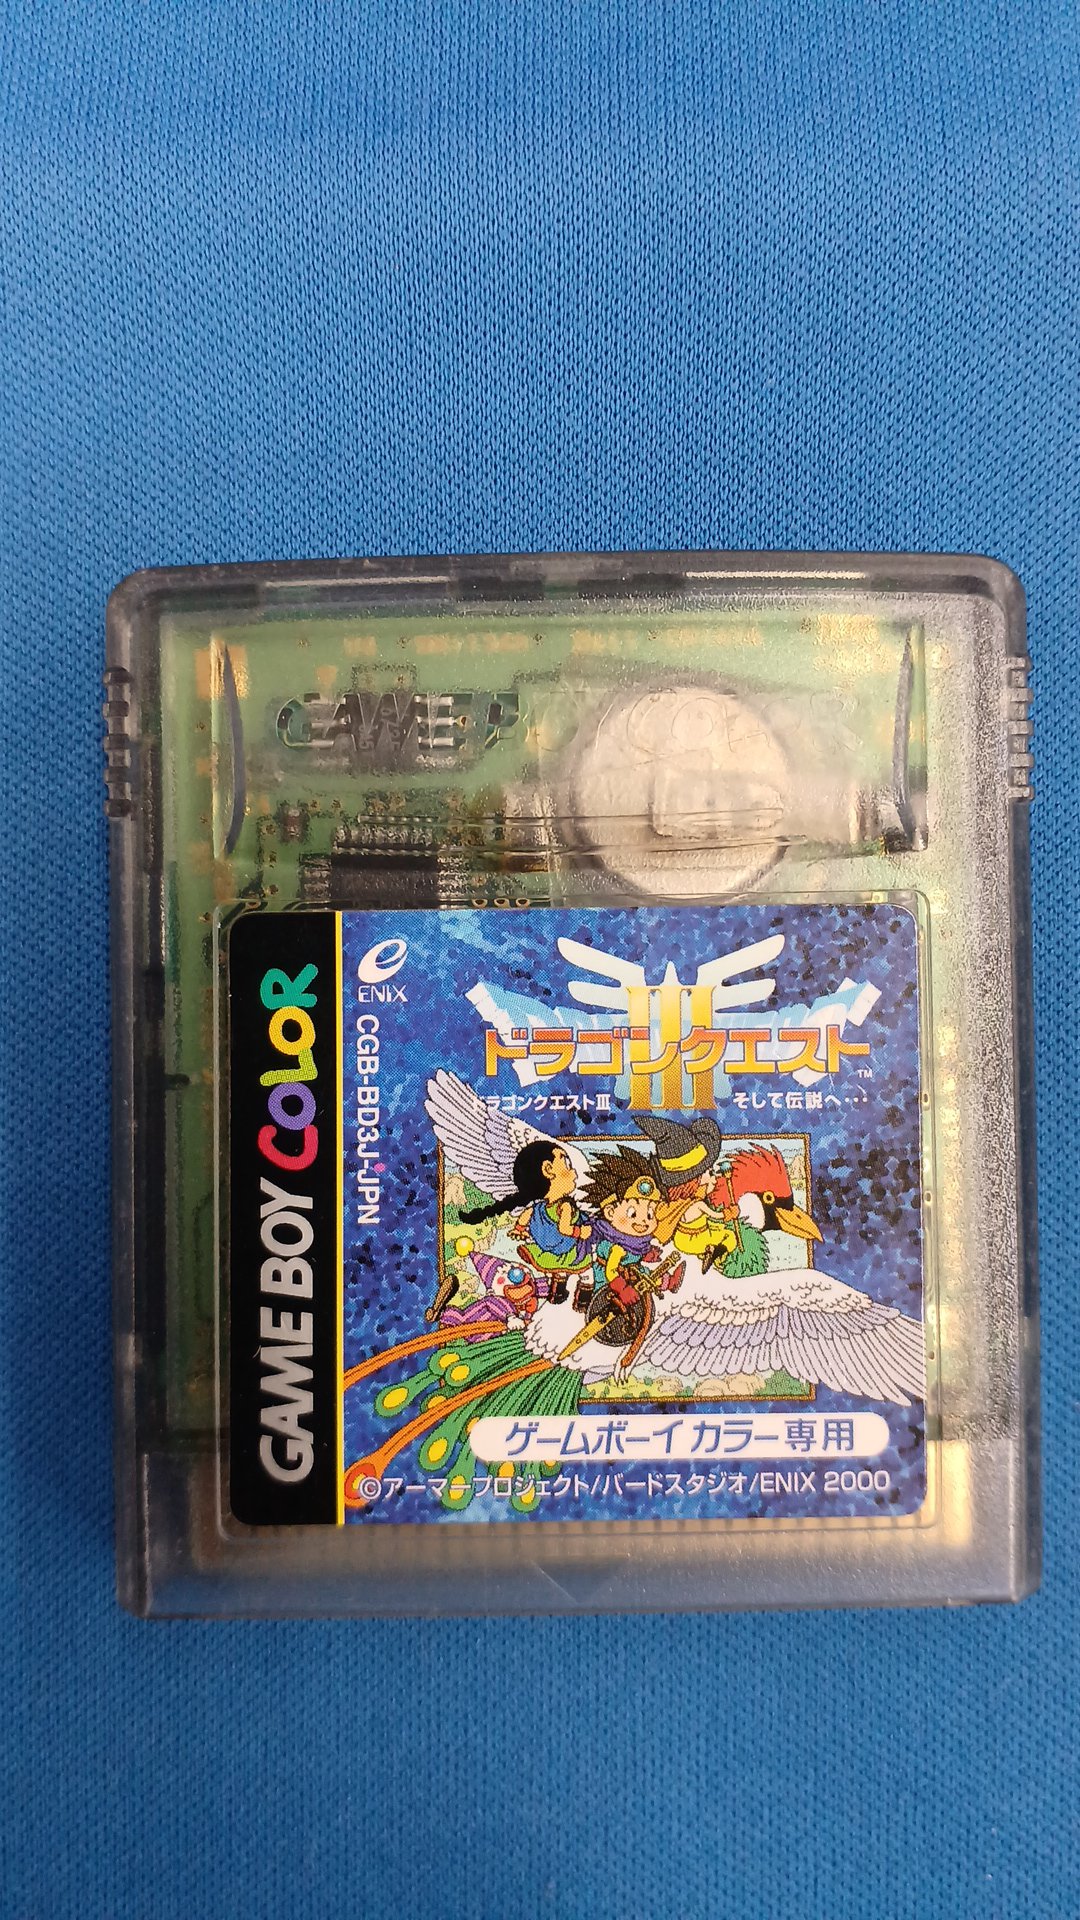 GAME BOY COLOR
GAME BOY COLOR
ENIX
CGB-BD3J-JPN
III
ドラゴンクエスト
TM
ドラゴンクエストIII そして伝説へ…
ゲームボーイカラー専用
©アーマープロジェクト/バードスタジオ/ENIX 2000